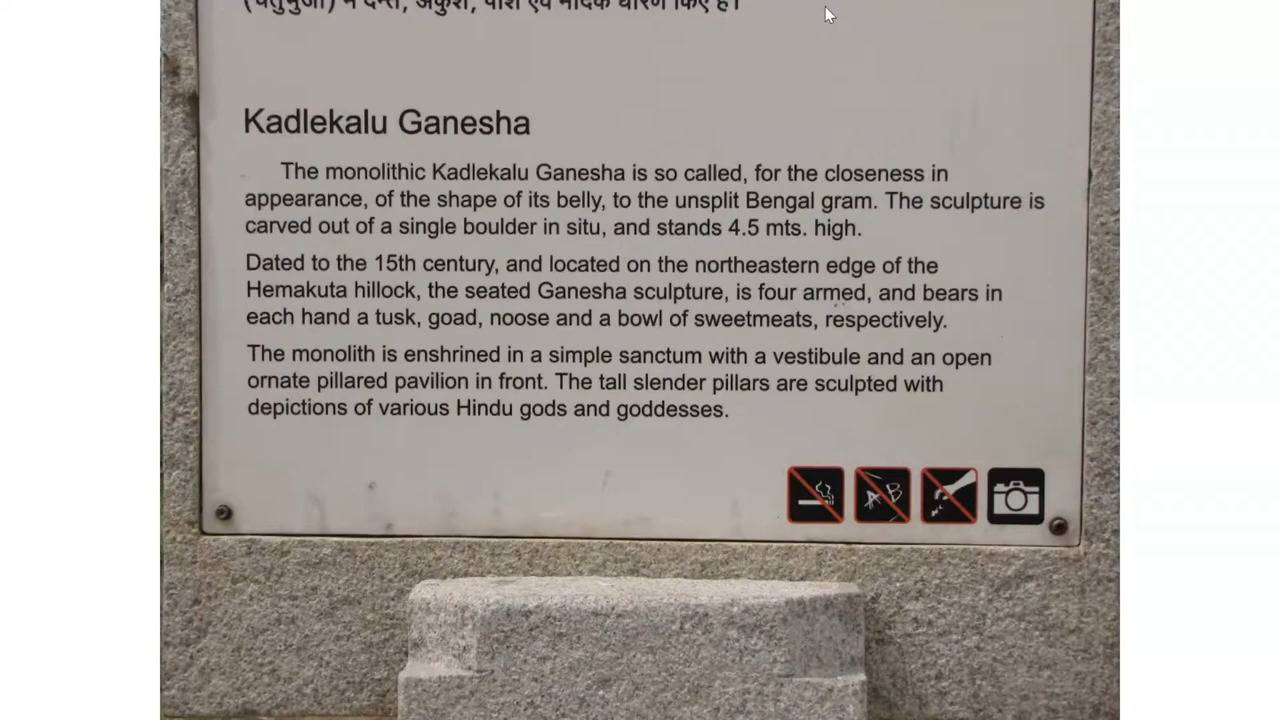 (चतुर्भुजा) में दन्त, अंकुश, पाश एवं मोदक धारण किए है।
Kadlekalu Ganesha
The monolithic Kadlekalu Ganesha is so called, for the closeness in
appearance, of the shape of its belly, to the unsplit Bengal gram. The sculpture is
carved out of a single boulder in situ, and stands 4.5 mts. high.
Dated to the 15th century, and located on the northeastern edge of the
Hemakuta hillock, the seated Ganesha sculpture, is four armed, and bears in
each hand a tusk, goad, noose and a bowl of sweetmeats, respectively.
The monolith is enshrined in a simple sanctum with a vestibule and an open
ornate pillared pavilion in front. The tall slender pillars are sculpted with
depictions of various Hindu gods and goddesses.
AB